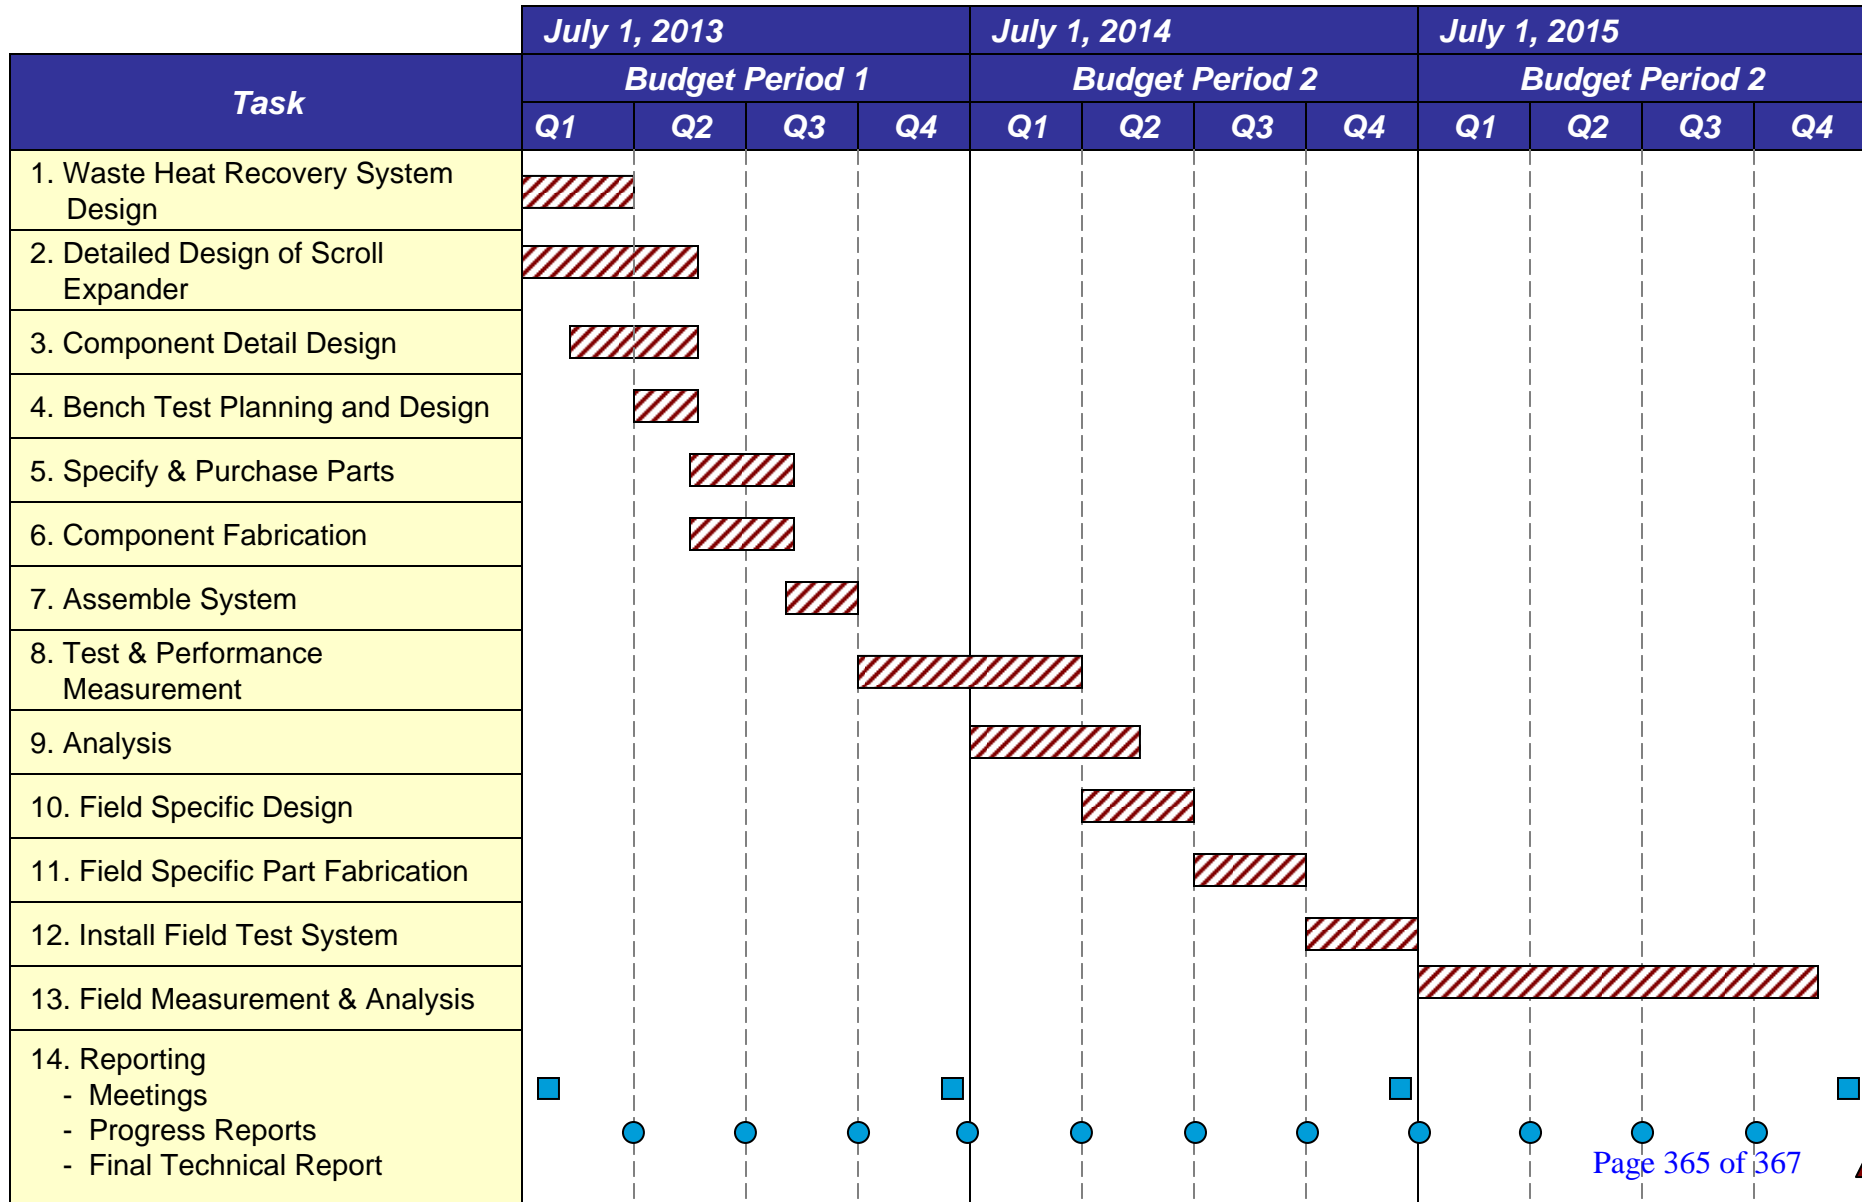 July 1, 2013 July 1, 2014 July 1, 2015
Task
Budget Period 1 Budget Period 2 Budget Period 2
Q1 Q2 Q3 Q4 Q1 Q2 Q3 Q4 Q1 Q2 Q3 Q4
1. Waste Heat Recovery System
Design
2. Detailed Design of Scroll
Expander
3. Component Detail Design
4. Bench Test Planning and Design
5. Specify & Purchase Parts
6. Component Fabrication
7. Assemble System
8. Test & Performance
Measurement
9. Analysis
10. Field Specific Design
11. Field Specific Part Fabrication
12. Install Field Test System
13. Field Measurement & Analysis
14. Reporting
- Meetings
- Progress Reports
- Final Technical Report
Page 365 of 367